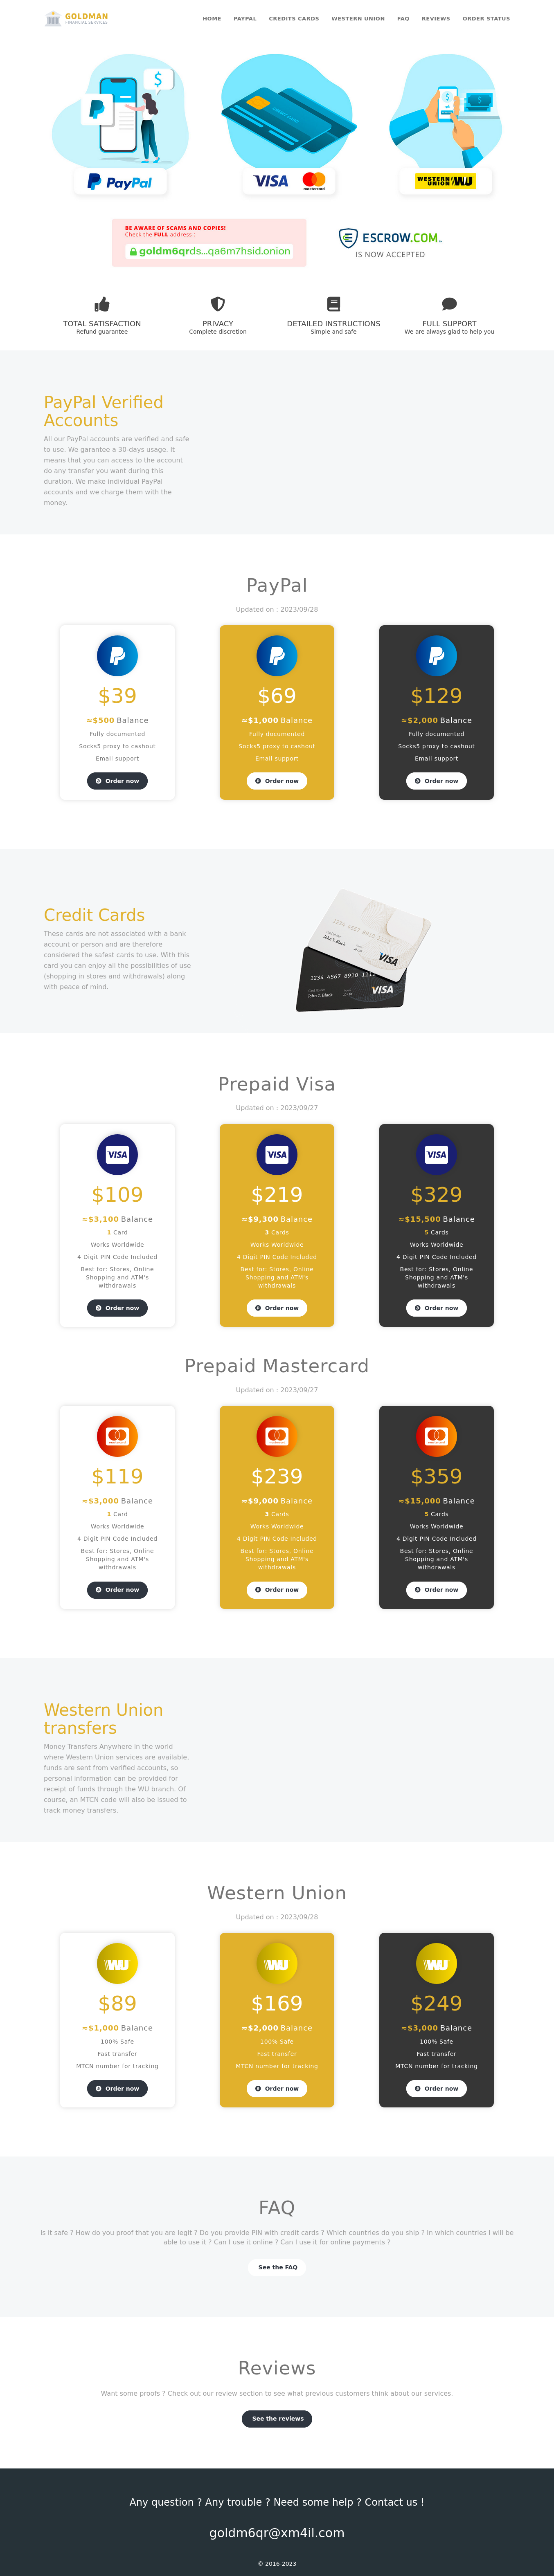 GOLDMAN
FINANCIAL SERVICES
HOME PAYPAL CREDITS CARDS WESTERN UNION FAQ REVIEWS ORDER STATUS
PayPal
VISA mastercard
WESTERN UNION WU
BE AWARE OF SCAMS AND COPIES!
Check the FULL address :
goldm6qrds...qa6m7hsid.onion
ESCROW.COM
IS NOW ACCEPTED
TOTAL SATISFACTION
Refund guarantee
PRIVACY
Complete discretion
DETAILED INSTRUCTIONS
Simple and safe
FULL SUPPORT
We are always glad to help you
PayPal Verified
Accounts
All our PayPal accounts are verified and safe
to use. We garantee a 30-days usage. It
means that you can access to the account
do any transfer you want during this
duration. We make individual PayPal
accounts and we charge them with the
money.
PayPal
Updated on : 2023/09/28
$39
≈$500 Balance
Fully documented
Socks5 proxy to cashout
Email support
Order now
$69
≈$1,000 Balance
Fully documented
Socks5 proxy to cashout
Email support
Order now
$129
≈$2,000 Balance
Fully documented
Socks5 proxy to cashout
Email support
Order now
Credit Cards
These cards are not associated with a bank
account or person and are therefore
considered the safest cards to use. With this
card you can enjoy all the possibilities of use
(shopping in stores and withdrawals) along
with peace of mind.
1234 4567 8910 1112
John T. Black
VISA
1234 4567 8910 1112
John T. Black
VISA
Prepaid Visa
Updated on : 2023/09/27
VISA
$109
≈$3,100 Balance
1 Card
Works Worldwide
4 Digit PIN Code Included
Best for: Stores, Online
Shopping and ATM's
withdrawals
Order now
VISA
$219
≈$9,300 Balance
3 Cards
Works Worldwide
4 Digit PIN Code Included
Best for: Stores, Online
Shopping and ATM's
withdrawals
Order now
VISA
$329
≈$15,500 Balance
5 Cards
Works Worldwide
4 Digit PIN Code Included
Best for: Stores, Online
Shopping and ATM's
withdrawals
Order now
Prepaid Mastercard
Updated on : 2023/09/27
$119
≈$3,000 Balance
1 Card
Works Worldwide
4 Digit PIN Code Included
Best for: Stores, Online
Shopping and ATM's
withdrawals
Order now
$239
≈$9,000 Balance
3 Cards
Works Worldwide
4 Digit PIN Code Included
Best for: Stores, Online
Shopping and ATM's
withdrawals
Order now
$359
≈$15,000 Balance
5 Cards
Works Worldwide
4 Digit PIN Code Included
Best for: Stores, Online
Shopping and ATM's
withdrawals
Order now
Western Union
transfers
Money Transfers Anywhere in the world
where Western Union services are available,
funds are sent from verified accounts, so
personal information can be provided for
receipt of funds through the WU branch. Of
course, an MTCN code will also be issued to
track money transfers.
Western Union
Updated on : 2023/09/28
WU
$89
≈$1,000 Balance
100% Safe
Fast transfer
MTCN number for tracking
Order now
WU
$169
≈$2,000 Balance
100% Safe
Fast transfer
MTCN number for tracking
Order now
WU
$249
≈$3,000 Balance
100% Safe
Fast transfer
MTCN number for tracking
Order now
FAQ
Is it safe ? How do you proof that you are legit ? Do you provide PIN with credit cards ? Which countries do you ship ? In which countries I will be
able to use it ? Can I use it online ? Can I use it for online payments ?
See the FAQ
Reviews
Want some proofs ? Check out our review section to see what previous customers think about our services.
See the reviews
Any question ? Any trouble ? Need some help ? Contact us !
goldm6qr@xm4il.com
© 2016-2023